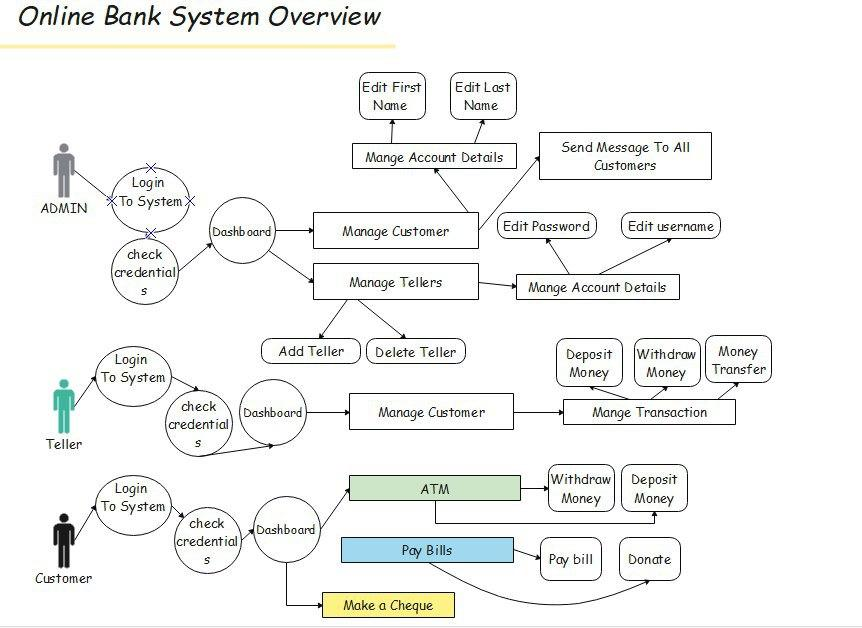 Online Bank System Overview
Edit First
Name
Edit Last
Name
Mange Account Details
Send Message To All
Customers
ADMIN
Login
To System
check
credential
s
Dashboard
Manage Customer
Edit Password
Edit username
Manage Tellers
Mange Account Details
Add Teller
Delete Teller
Teller
Login
To System
check
credential
s
Dashboard
Manage Customer
Deposit
Money
Withdraw
Money
Money
Transfer
Mange Transaction
Customer
Login
To System
check
credential
s
Dashboard
ATM
Withdraw
Money
Deposit
Money
Pay Bills
Pay bill
Donate
Make a Cheque